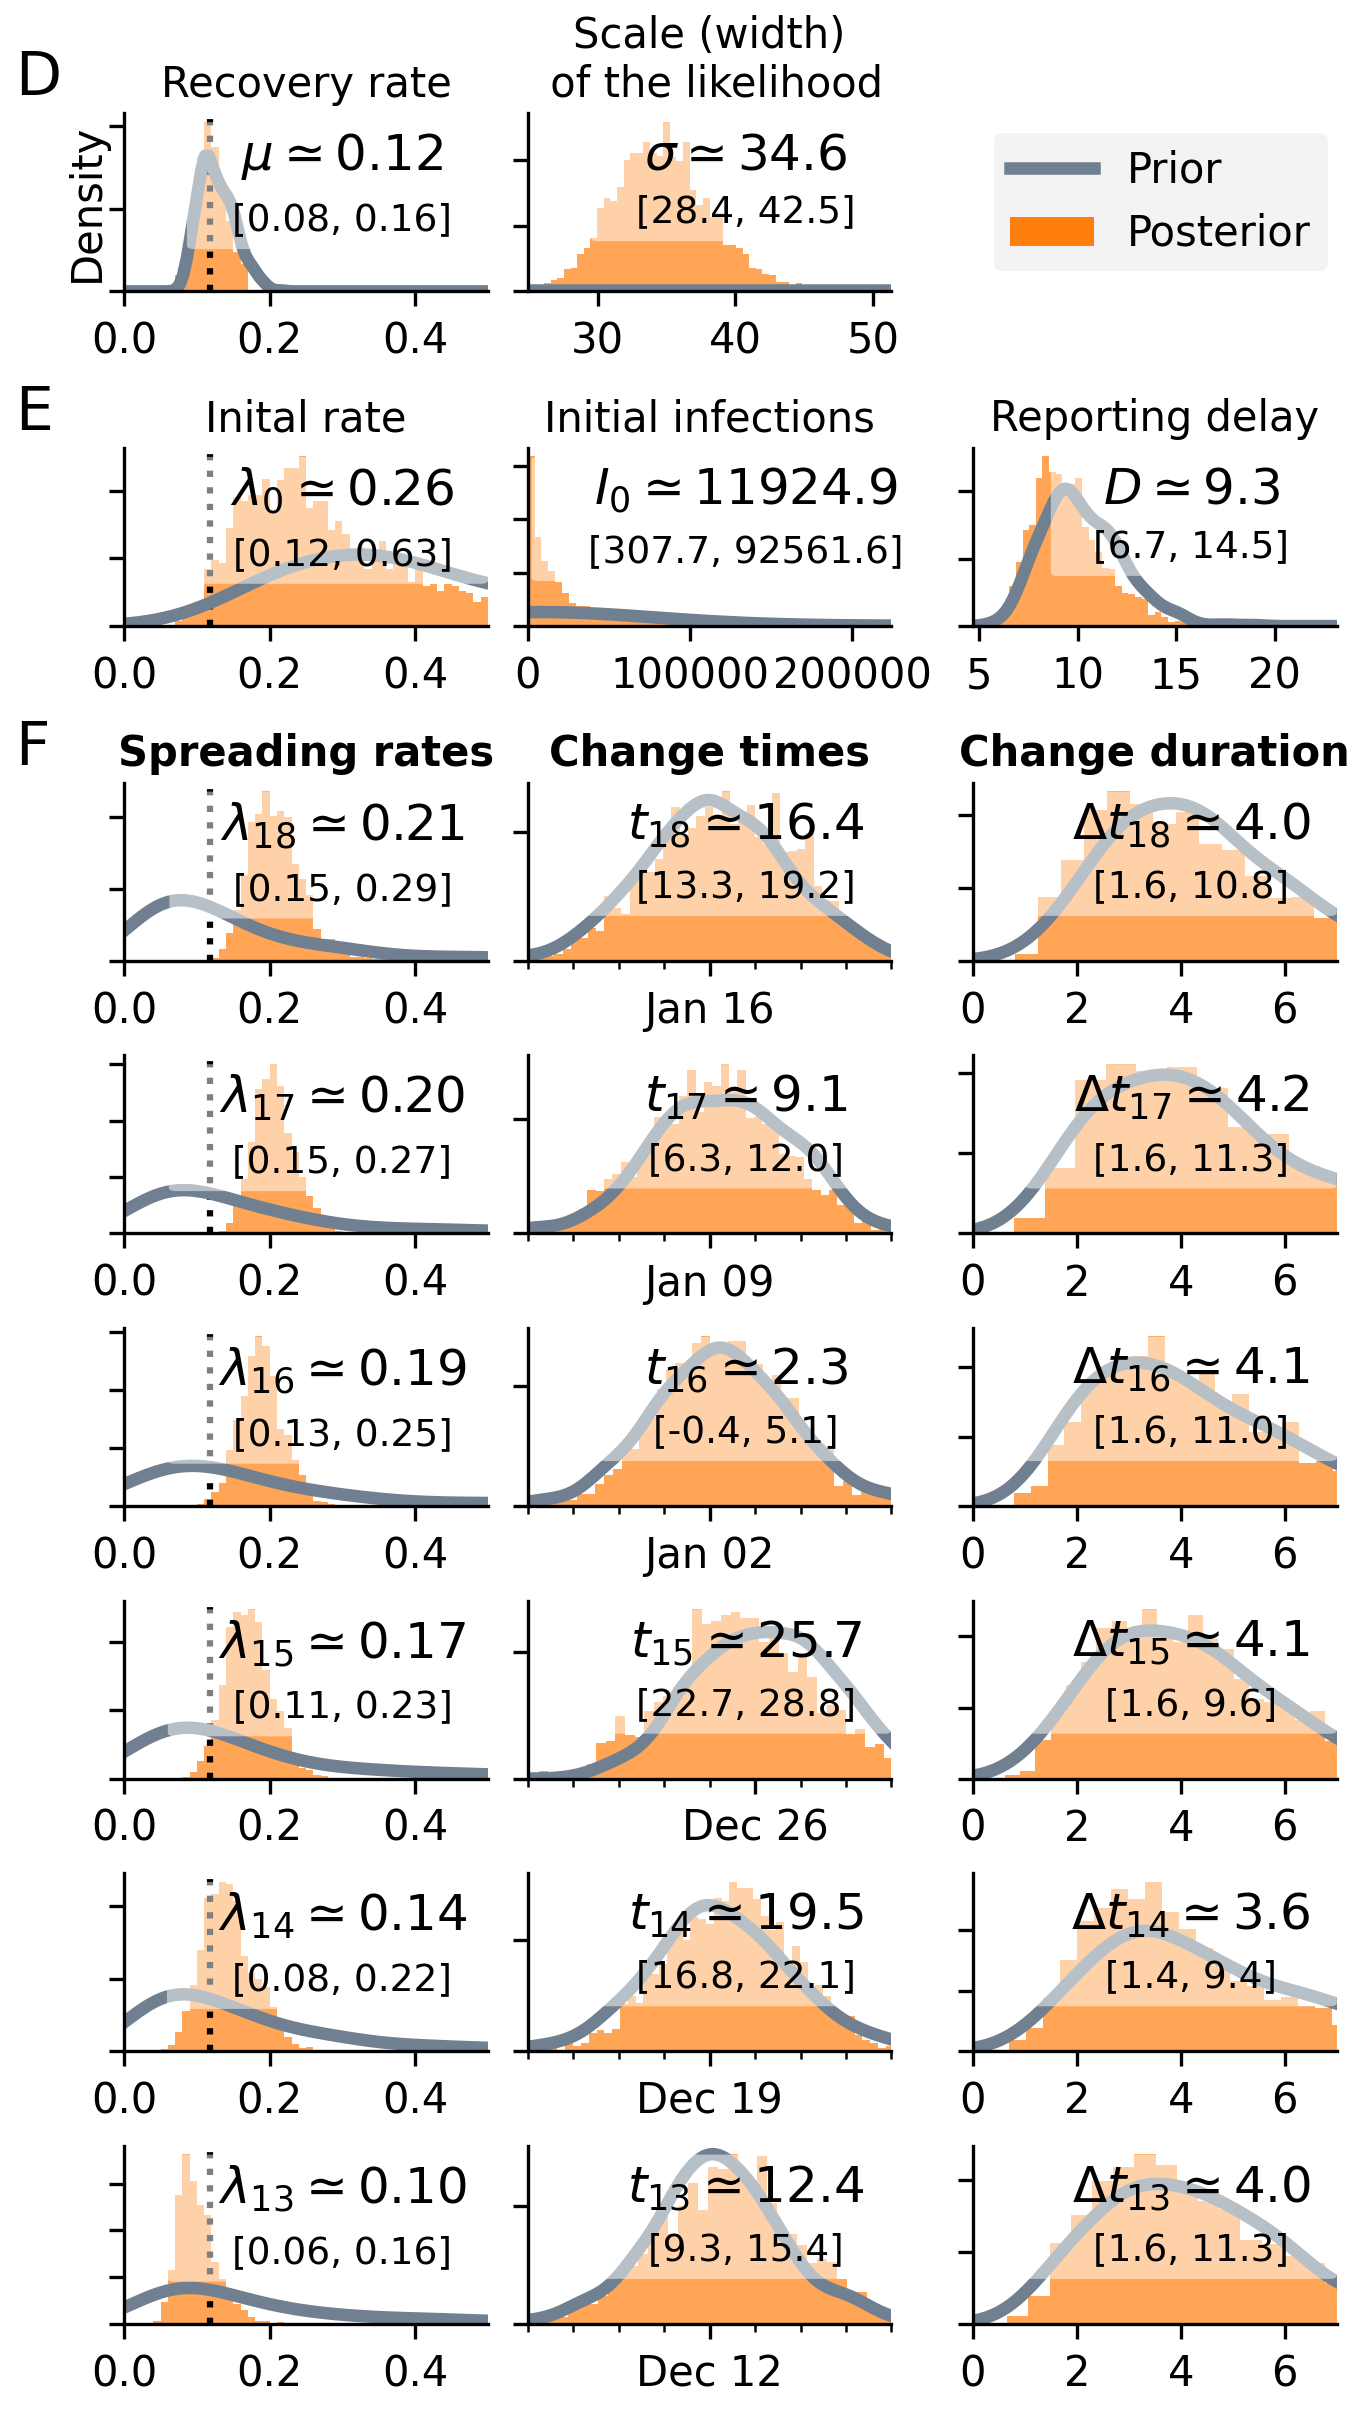 D
Recovery rate
Scale (width)
of the likelihood
Density
μ ≃ 0.12
[0.08, 0.16]
σ ≃ 34.6
[28.4, 42.5]
Prior
Posterior
0.0 0.2 0.4
30 40 50
E
Inital rate
Initial infections
Reporting delay
λ₀ ≃ 0.26
[0.12, 0.63]
I₀ ≃ 11924.9
[307.7, 92561.6]
D ≃ 9.3
[6.7, 14.5]
0.0 0.2 0.4
0 100000 200000
5 10 15 20
F
Spreading rates
Change times
Change duration
λ₁₈ ≃ 0.21
[0.15, 0.29]
t₁₈ ≃ 16.4
[13.3, 19.2]
Δt₁₈ ≃ 4.0
[1.6, 10.8]
0.0 0.2 0.4
Jan 16
0 2 4 6
λ₁₇ ≃ 0.20
[0.15, 0.27]
t₁₇ ≃ 9.1
[6.3, 12.0]
Δt₁₇ ≃ 4.2
[1.6, 11.3]
0.0 0.2 0.4
Jan 09
0 2 4 6
λ₁₆ ≃ 0.19
[0.13, 0.25]
t₁₆ ≃ 2.3
[-0.4, 5.1]
Δt₁₆ ≃ 4.1
[1.6, 11.0]
0.0 0.2 0.4
Jan 02
0 2 4 6
λ₁₅ ≃ 0.17
[0.11, 0.23]
t₁₅ ≃ 25.7
[22.7, 28.8]
Δt₁₅ ≃ 4.1
[1.6, 9.6]
0.0 0.2 0.4
Dec 26
0 2 4 6
λ₁₄ ≃ 0.14
[0.08, 0.22]
t₁₄ ≃ 19.5
[16.8, 22.1]
Δt₁₄ ≃ 3.6
[1.4, 9.4]
0.0 0.2 0.4
Dec 19
0 2 4 6
λ₁₃ ≃ 0.10
[0.06, 0.16]
t₁₃ ≃ 12.4
[9.3, 15.4]
Δt₁₃ ≃ 4.0
[1.6, 11.3]
0.0 0.2 0.4
Dec 12
0 2 4 6